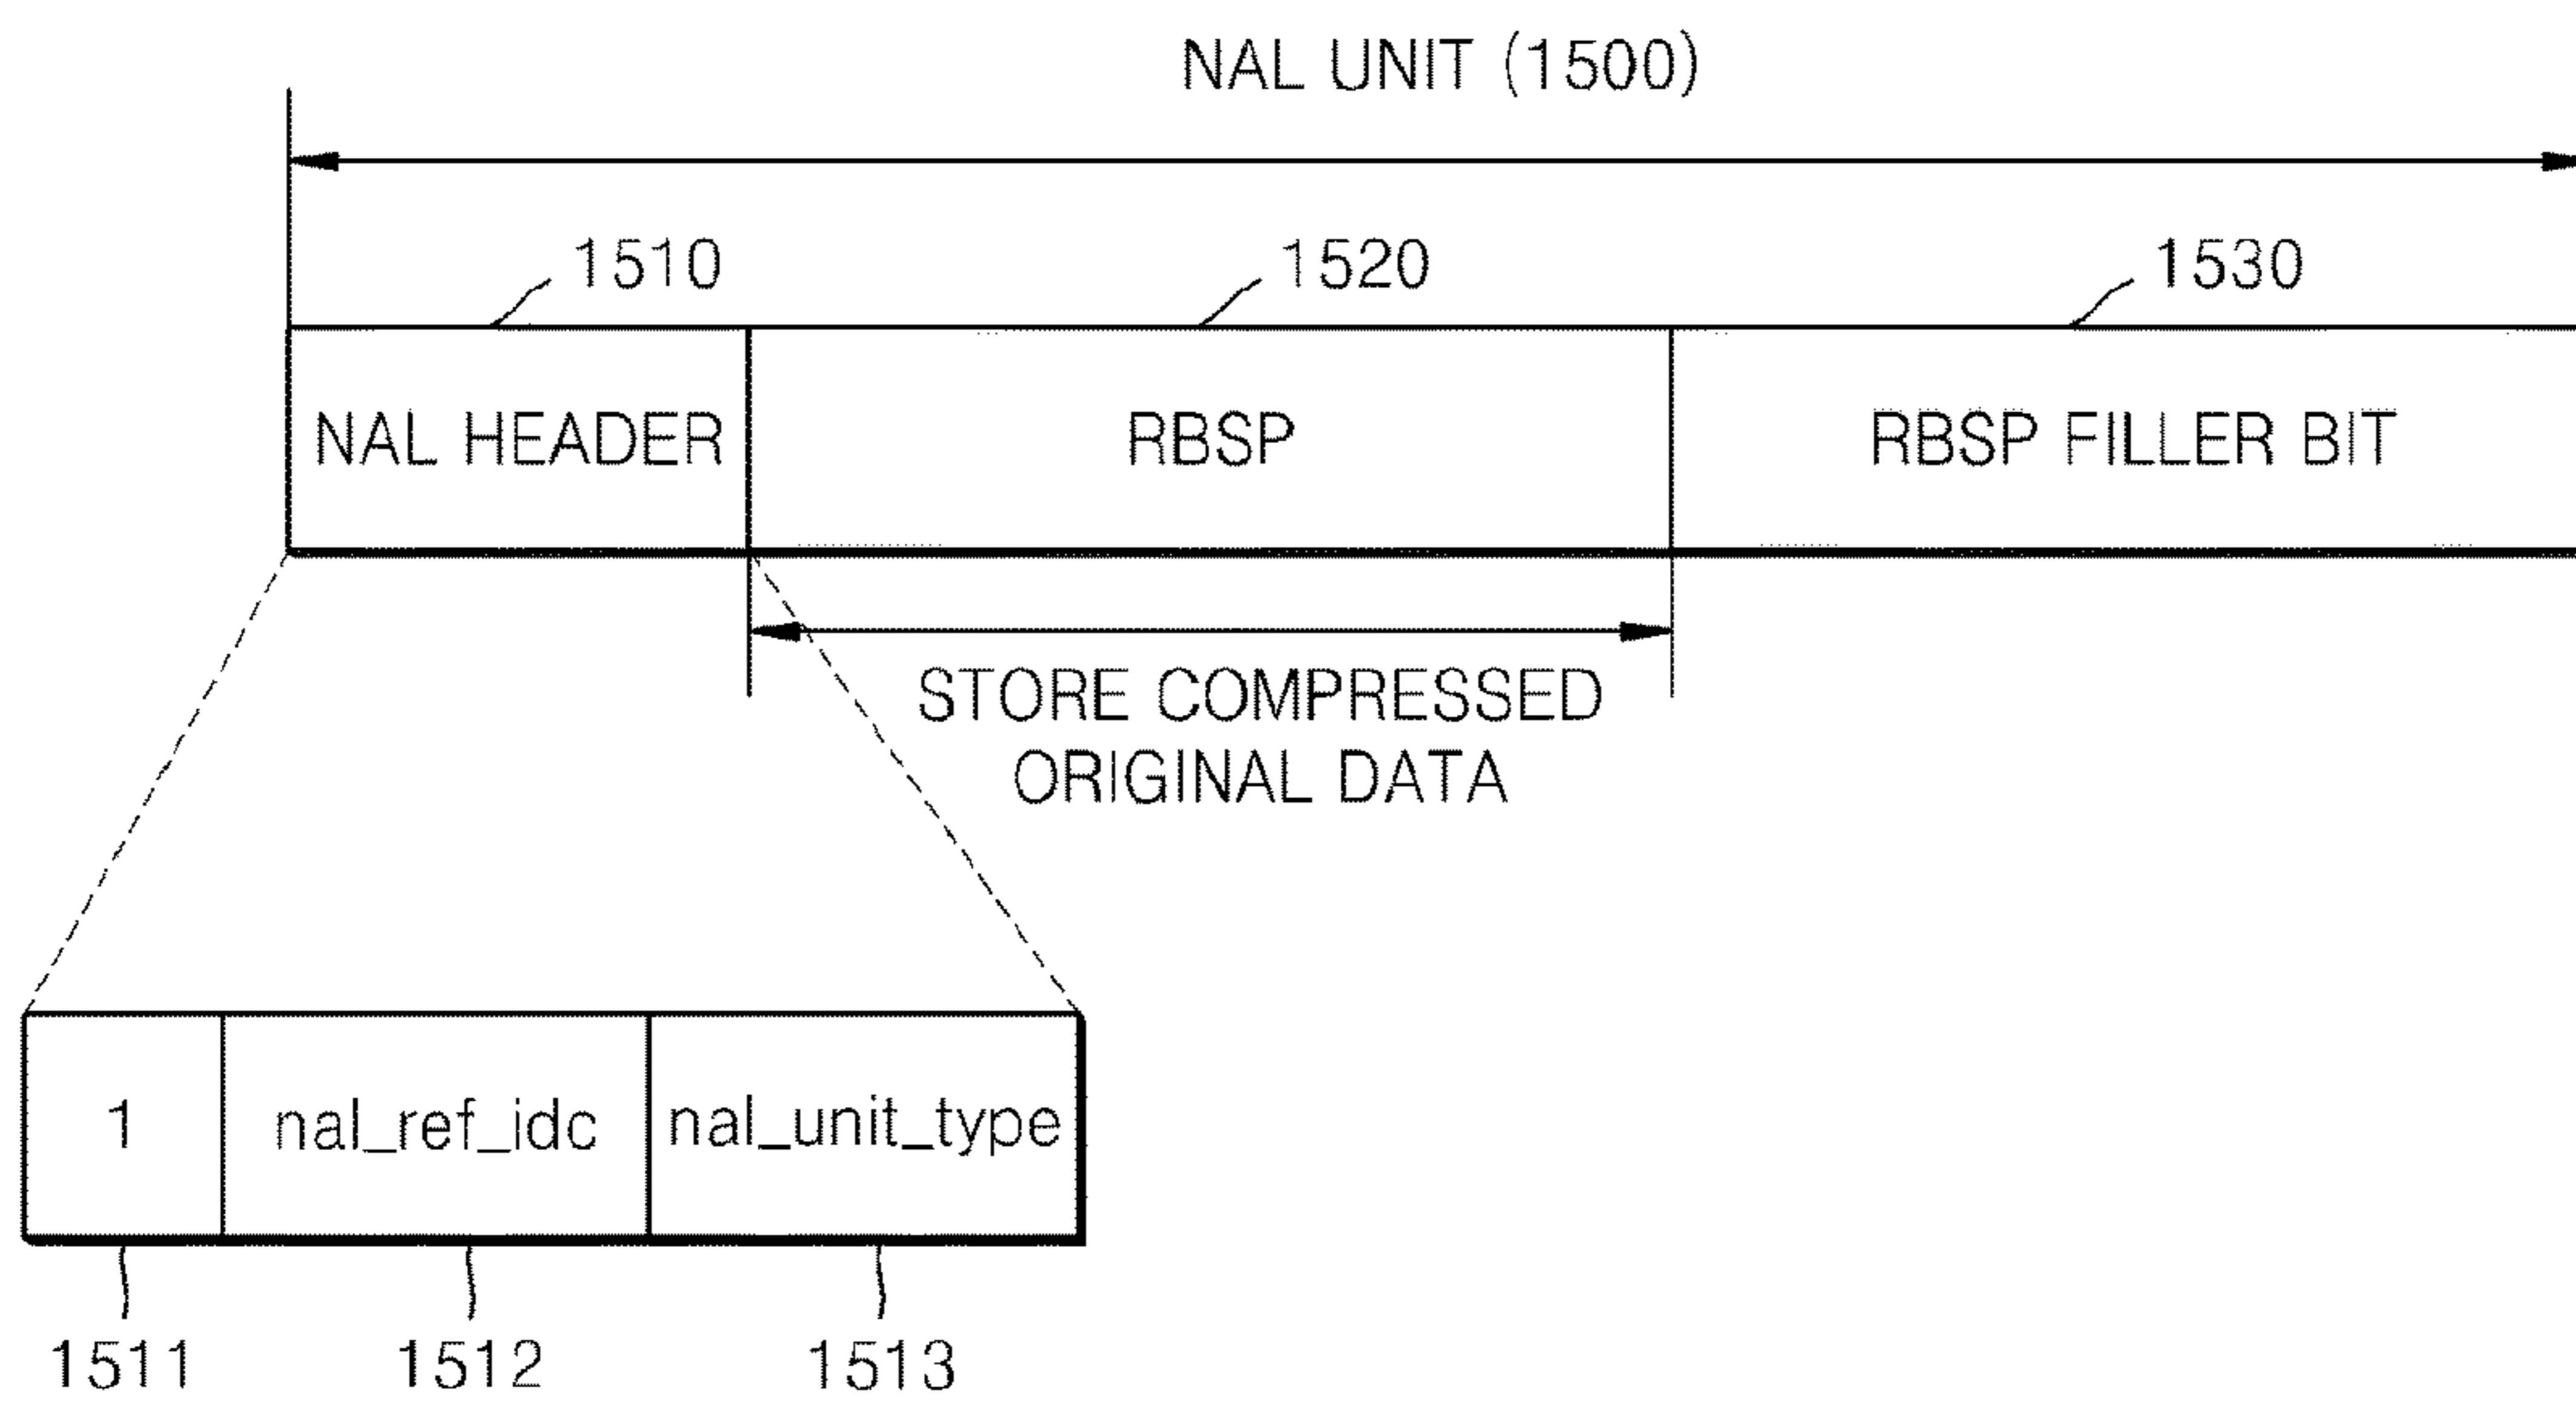 NAL UNIT (1500)
1510
1520
1530
NAL HEADER
RBSP
RBSP FILLER BIT
STORE COMPRESSED
ORIGINAL DATA
1
nal_ref_idc
nal_unit_type
1511
1512
1513